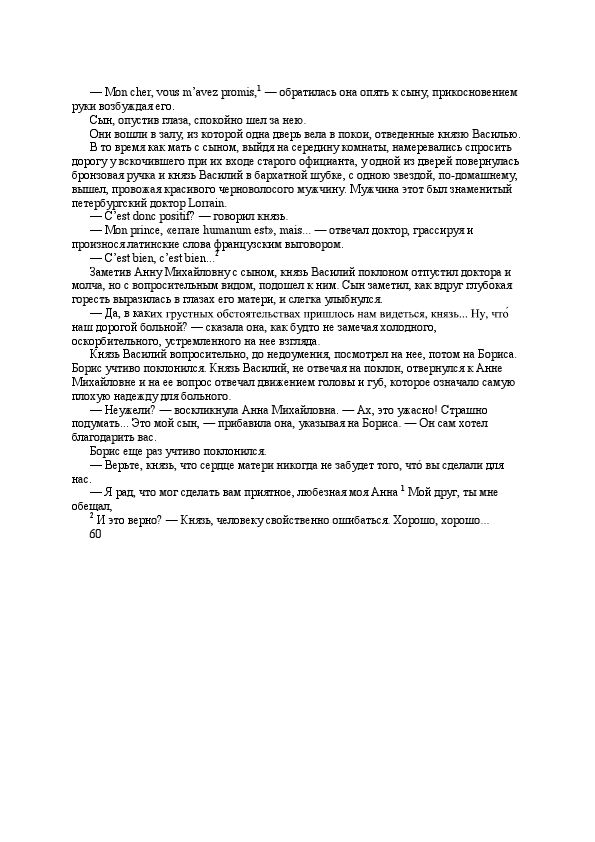 — Mon cher, vous m’avez promis,1 — обратилась она опять к сыну, прикосновением
руки возбуждая его.
Сын, опустив глаза, спокойно шел за нею.
Они вошли в залу, из которой одна дверь вела в покои, отведенные князю Василью.
В то время как мать с сыном, выйдя на середину комнаты, намеревались спросить
дорогу у вскочившего при их входе старого официанта, у одной из дверей повернулась
бронзовая ручка и князь Василий в бархатной шубке, с одною звездой, по-домашнему,
вышел, провожая красивого черноволосого мужчину. Мужчина этот был знаменитый
петербургский доктор Lorrain.
— C’est donc positif? — говорил князь.
— Mon prince, «errare humanum est», mais... — отвечал доктор, грассируя и
произнося латинские слова французским выговором.
— C’est bien, c’est bien...2
Заметив Анну Михайловну с сыном, князь Василий поклоном отпустил доктора и
молча, но с вопросительным видом, подошел к ним. Сын заметил, как вдруг глубокая
горесть выразилась в глазах его матери, и слегка улыбнулся.
— Да, в каких грустных обстоятельствах пришлось нам видеться, князь... Ну, что́
наш дорогой больной? — сказала она, как будто не замечая холодного,
оскорбительного, устремленного на нее взгляда.
Князь Василий вопросительно, до недоумения, посмотрел на нее, потом на Бориса.
Борис учтиво поклонился. Князь Василий, не отвечая на поклон, отвернулся к Анне
Михайловне и на ее вопрос отвечал движением головы и губ, которое означало самую
плохую надежду для больного.
— Неужели? — воскликнула Анна Михайловна. — Ах, это ужасно! Страшно
подумать... Это мой сын, — прибавила она, указывая на Бориса. — Он сам хотел
благодарить вас.
Борис еще раз учтиво поклонился.
— Верьте, князь, что сердце матери никогда не забудет того, что́ вы сделали для
нас.
— Я рад, что мог сделать вам приятное, любезная моя Анна 1 Мой друг, ты мне
обещал,
2 И это верно? — Князь, человеку свойственно ошибаться. Хорошо, хорошо...
60